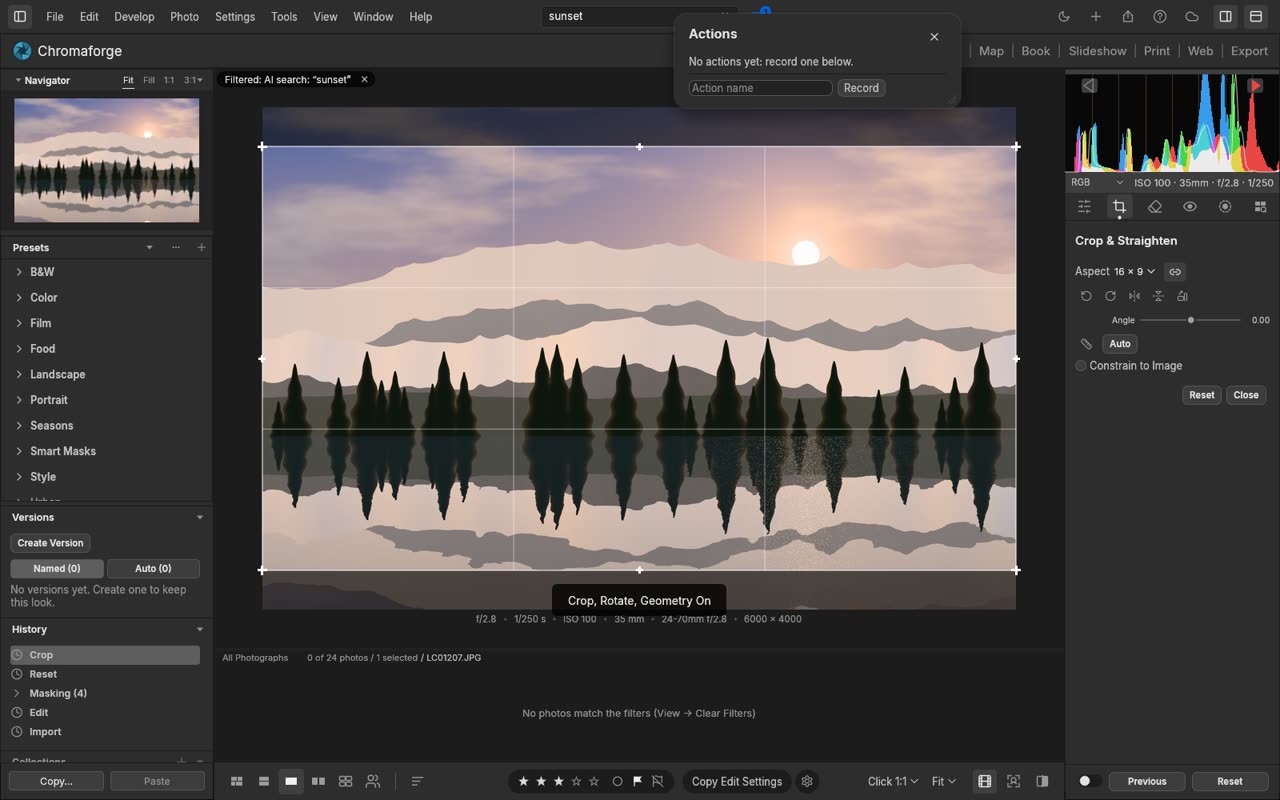 File Edit Develop Photo Settings Tools View Window Help
sunset
Chromaforge
Map Book Slideshow Print Web Export
Actions
No actions yet: record one below.
Action name Record
Navigator Fit Fill 1:1 3:1
Filtered: AI search: “sunset”
RGB ISO 100 · 35mm · f/2.8 · 1/250
Presets
B&W
Color
Film
Food
Landscape
Portrait
Seasons
Smart Masks
Style
Urban
Versions
Create Version
Named (0) Auto (0)
No versions yet. Create one to keep
this look.
History
Crop
Reset
Masking (4)
Edit
Import
Collections
Copy... Paste
Crop, Rotate, Geometry On
f/2.8 · 1/250 s · ISO 100 · 35 mm · 24-70mm f/2.8 · 6000 × 4000
All Photographs 0 of 24 photos / 1 selected / LC01207.JPG
No photos match the filters (View → Clear Filters)
Copy Edit Settings
Click 1:1 Fit
Crop & Straighten
Aspect 16 × 9
Angle 0.00
Auto
Constrain to Image
Reset Close
Previous Reset